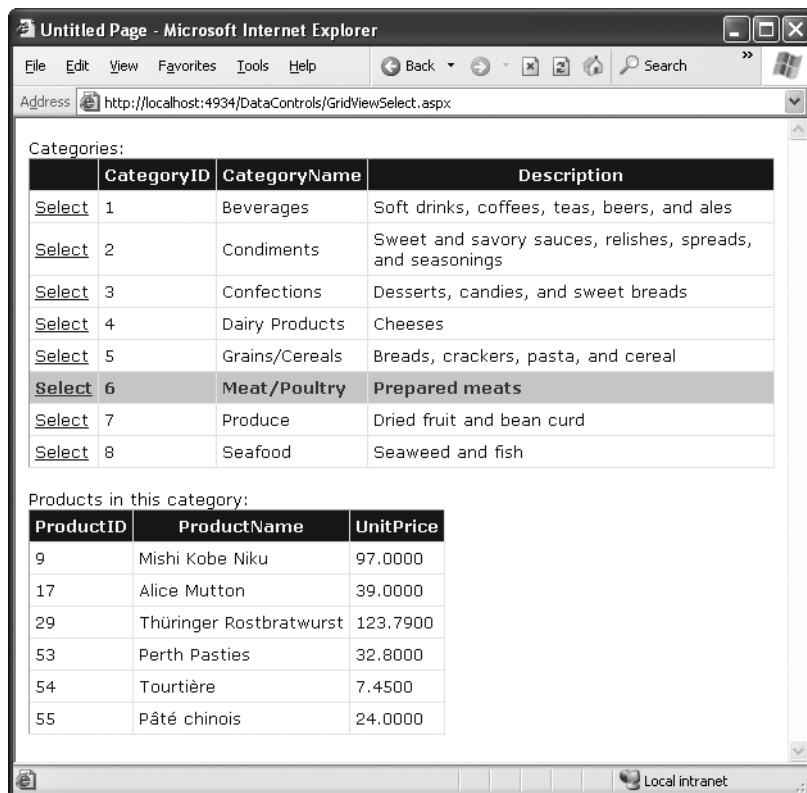 Untitled Page - Microsoft Internet Explorer
File Edit View Favorites Tools Help Back Search »
Address http://localhost:4934/DataControls/GridViewSelect.aspx
Categories:
CategoryID CategoryName Description
Select 1 Beverages Soft drinks, coffees, teas, beers, and ales
Select 2 Condiments Sweet and savory sauces, relishes, spreads,
and seasonings
Select 3 Confections Desserts, candies, and sweet breads
Select 4 Dairy Products Cheeses
Select 5 Grains/Cereals Breads, crackers, pasta, and cereal
Select 6 Meat/Poultry Prepared meats
Select 7 Produce Dried fruit and bean curd
Select 8 Seafood Seaweed and fish
Products in this category:
ProductID ProductName UnitPrice
9 Mishi Kobe Niku 97.0000
17 Alice Mutton 39.0000
29 Thüringer Rostbratwurst 123.7900
53 Perth Pasties 32.8000
54 Tourtière 7.4500
55 Pâté chinois 24.0000
Local intranet